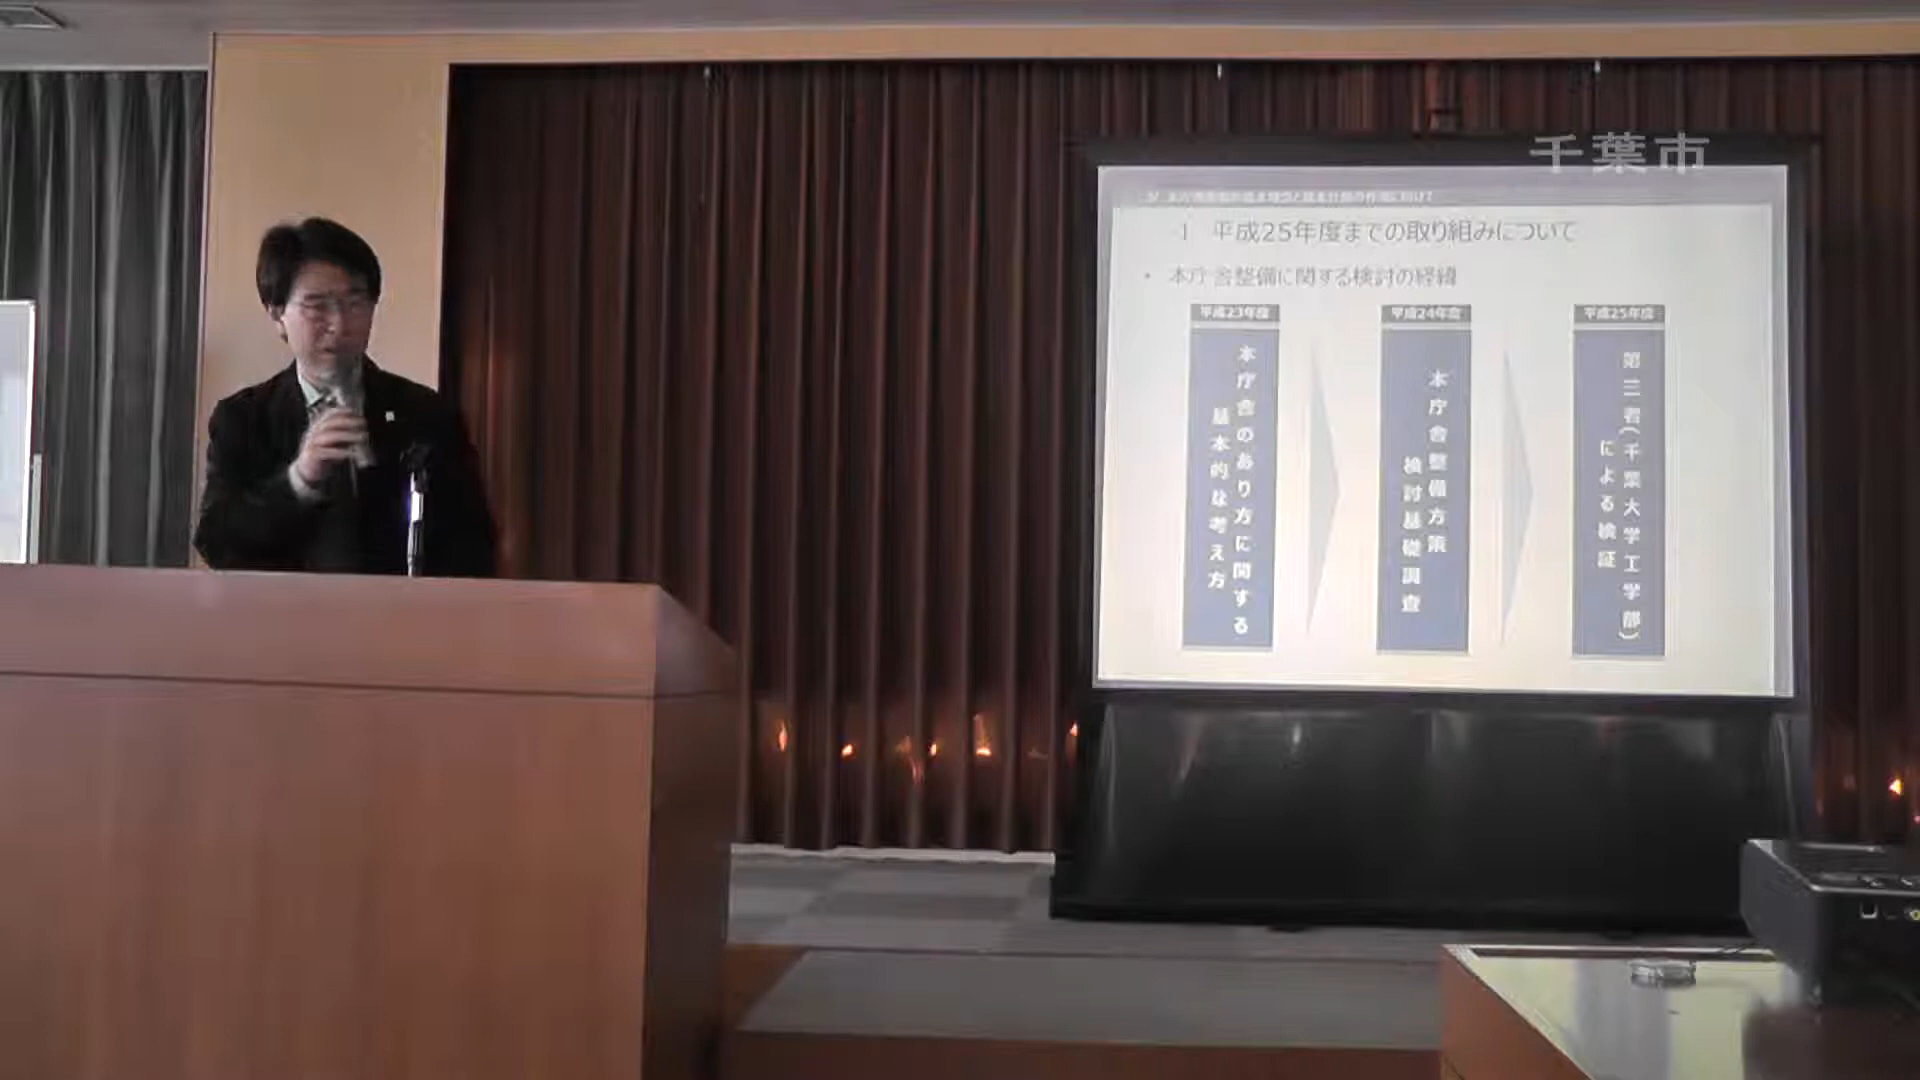 千葉市
1 平成25年度までの取り組みについて
• 本庁舎整備に関する検討の経緯
平成23年度
本庁舎のあり方に関する
基本的な考え方
平成24年度
本庁舎整備方策
検討基礎調査
平成25年度
第三者(千葉大学工学部)
による検証